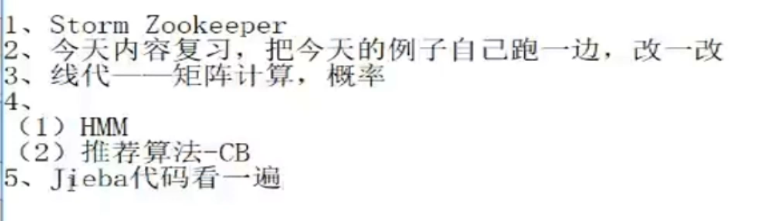 1、Storm Zookeeper
2、今天内容复习，把今天的例子自己跑一边，改一改
3、线代——矩阵计算，概率
4、
（1）HMM
（2）推荐算法-CB
5、Jieba代码看一遍